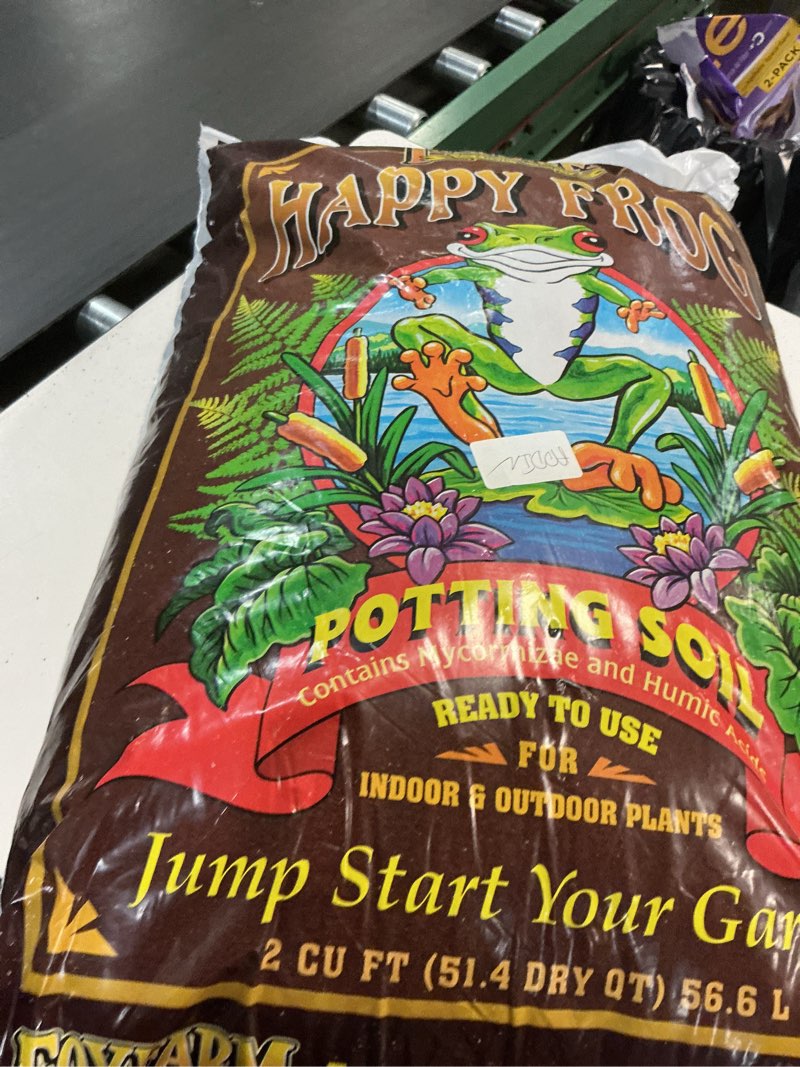 HAPPY FROG
POTTING SOIL
Contains Mycorrhizae and Humic Acids
READY TO USE
FOR
INDOOR & OUTDOOR PLANTS
Jump Start Your Gar
2 CU FT (51.4 DRY QT) 56.6 L
FOXFARM
2-PACK